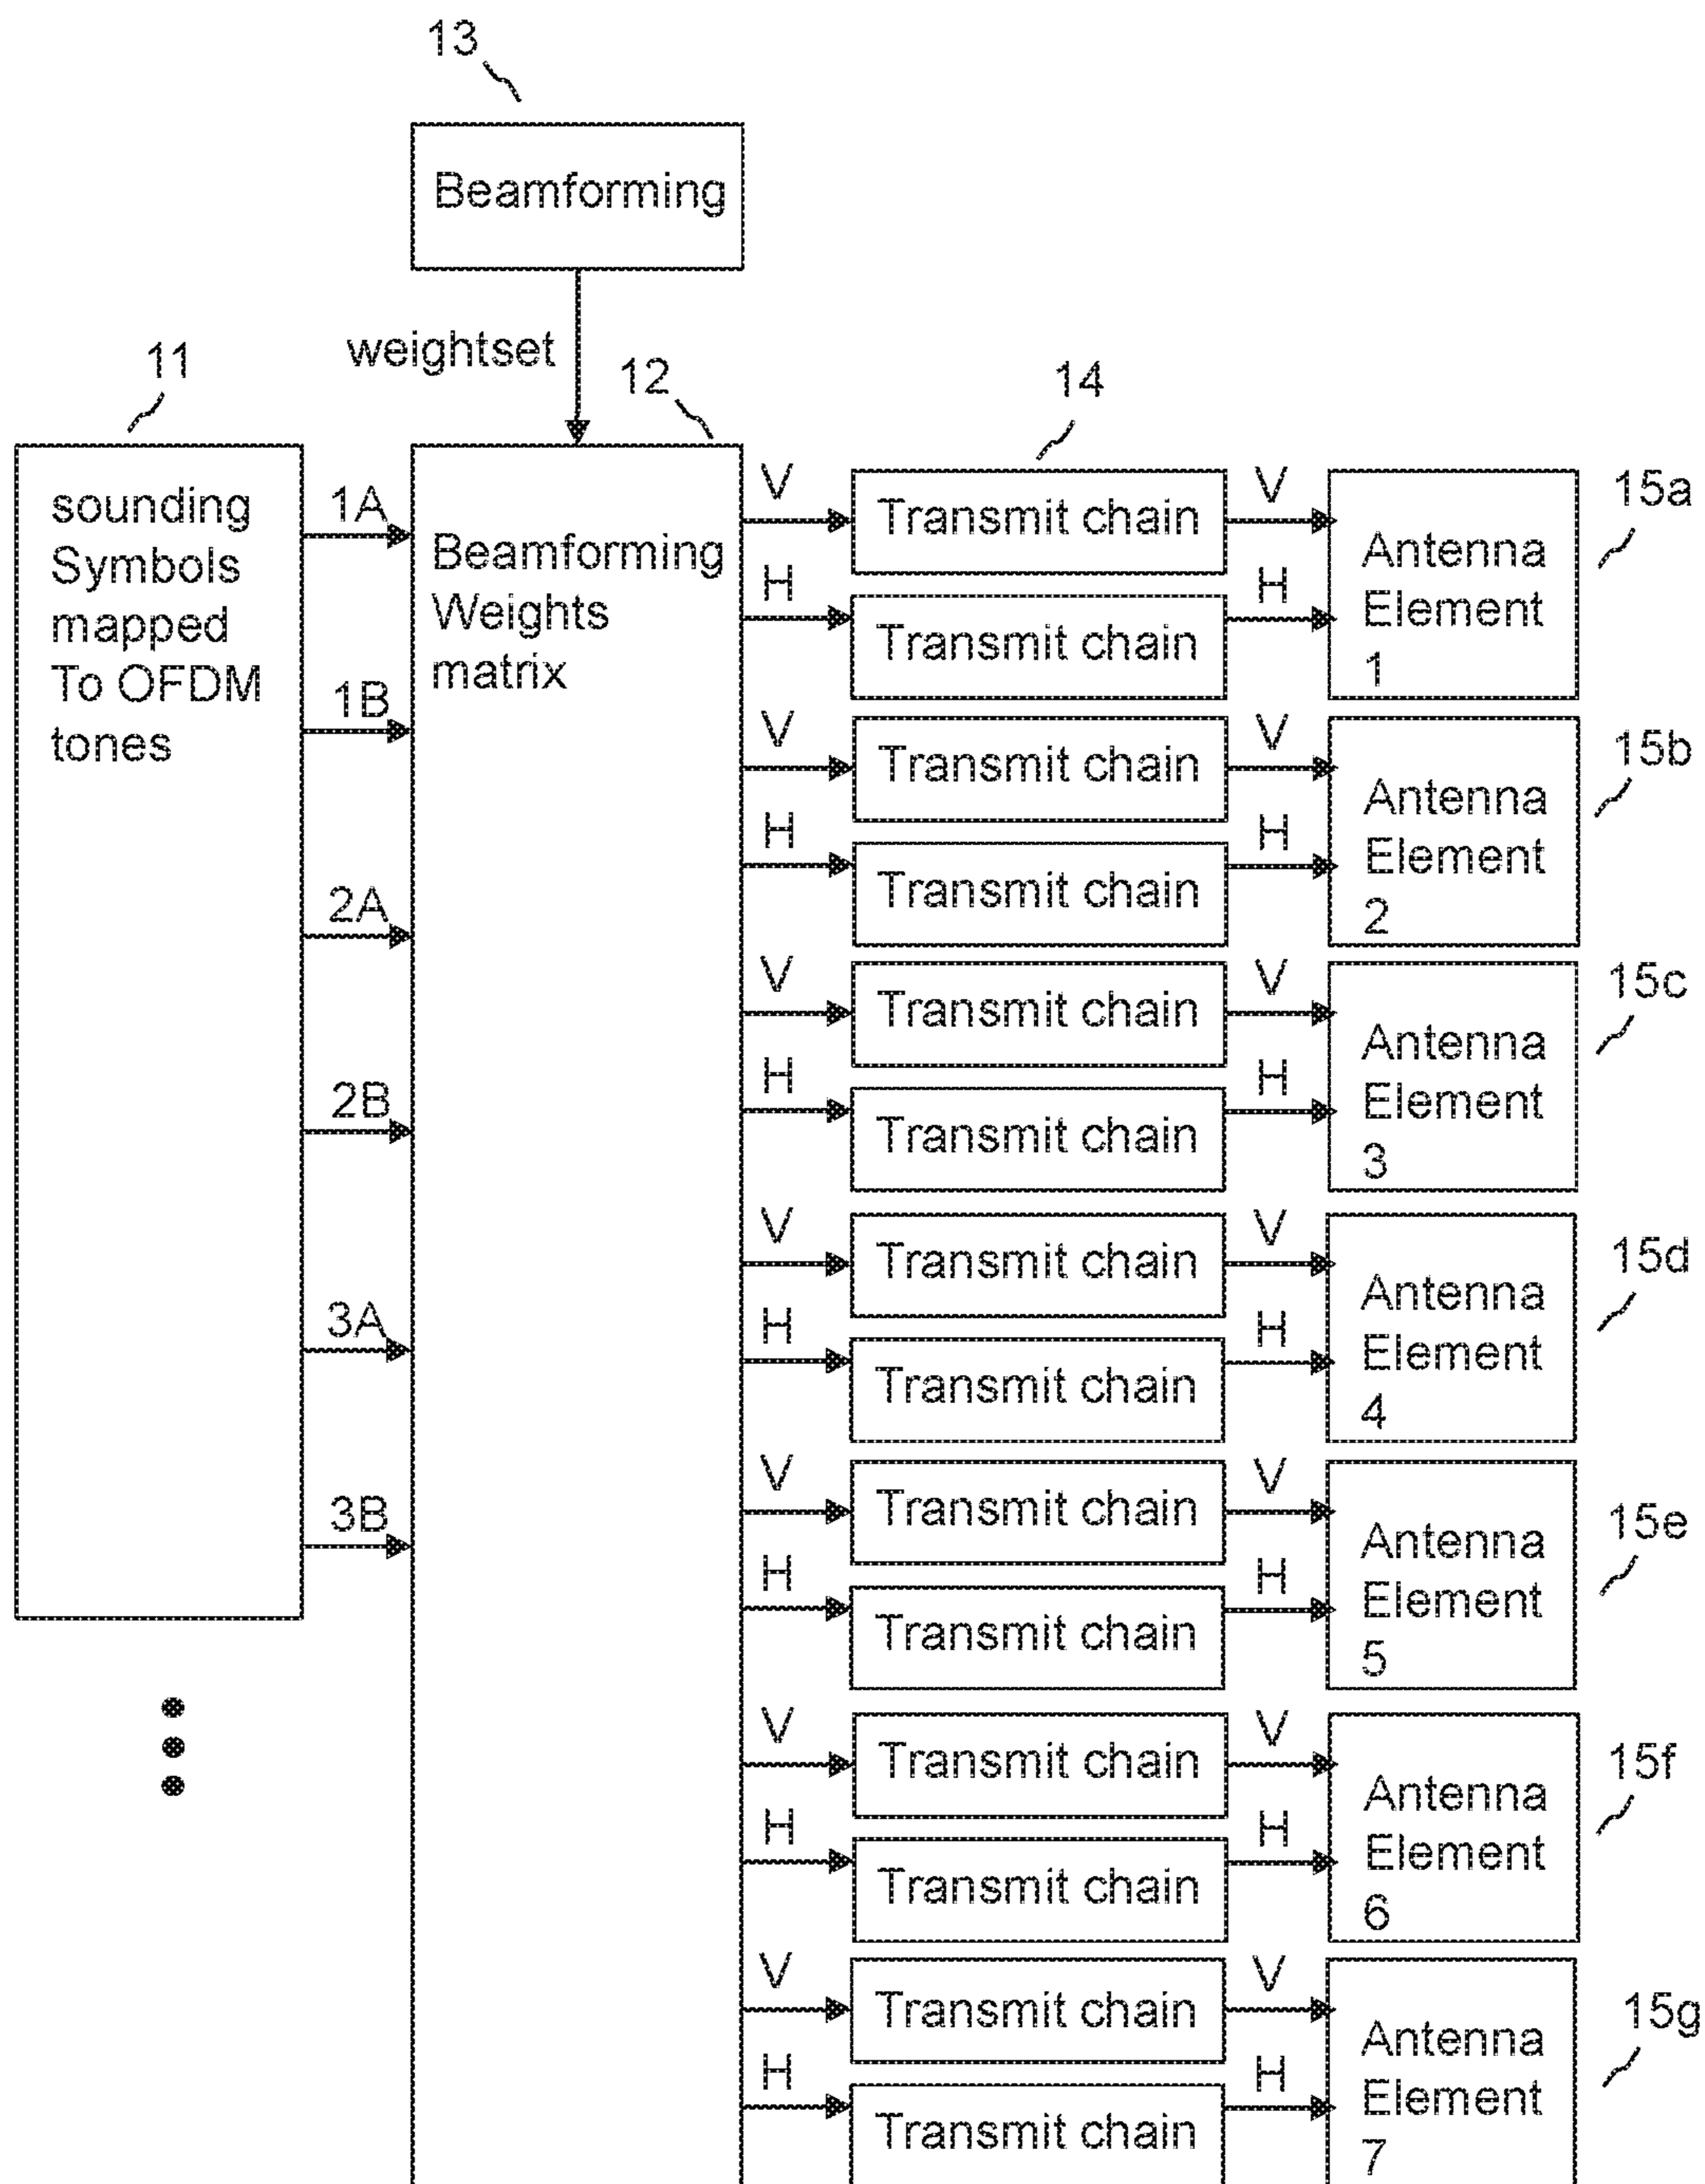 13
Beamforming
weightset
11
12
14
sounding
Symbols
mapped
To OFDM
tones
1A
1B
2A
2B
3A
3B
Beamforming
Weights
matrix
V
Transmit chain
V
H
Transmit chain
H
Antenna
Element
1
15a
V
Transmit chain
V
H
Transmit chain
H
Antenna
Element
2
15b
V
Transmit chain
V
H
Transmit chain
H
Antenna
Element
3
15c
V
Transmit chain
V
H
Transmit chain
H
Antenna
Element
4
15d
V
Transmit chain
V
H
Transmit chain
H
Antenna
Element
5
15e
V
Transmit chain
V
H
Transmit chain
H
Antenna
Element
6
15f
V
Transmit chain
V
H
Transmit chain
H
Antenna
Element
7
15g